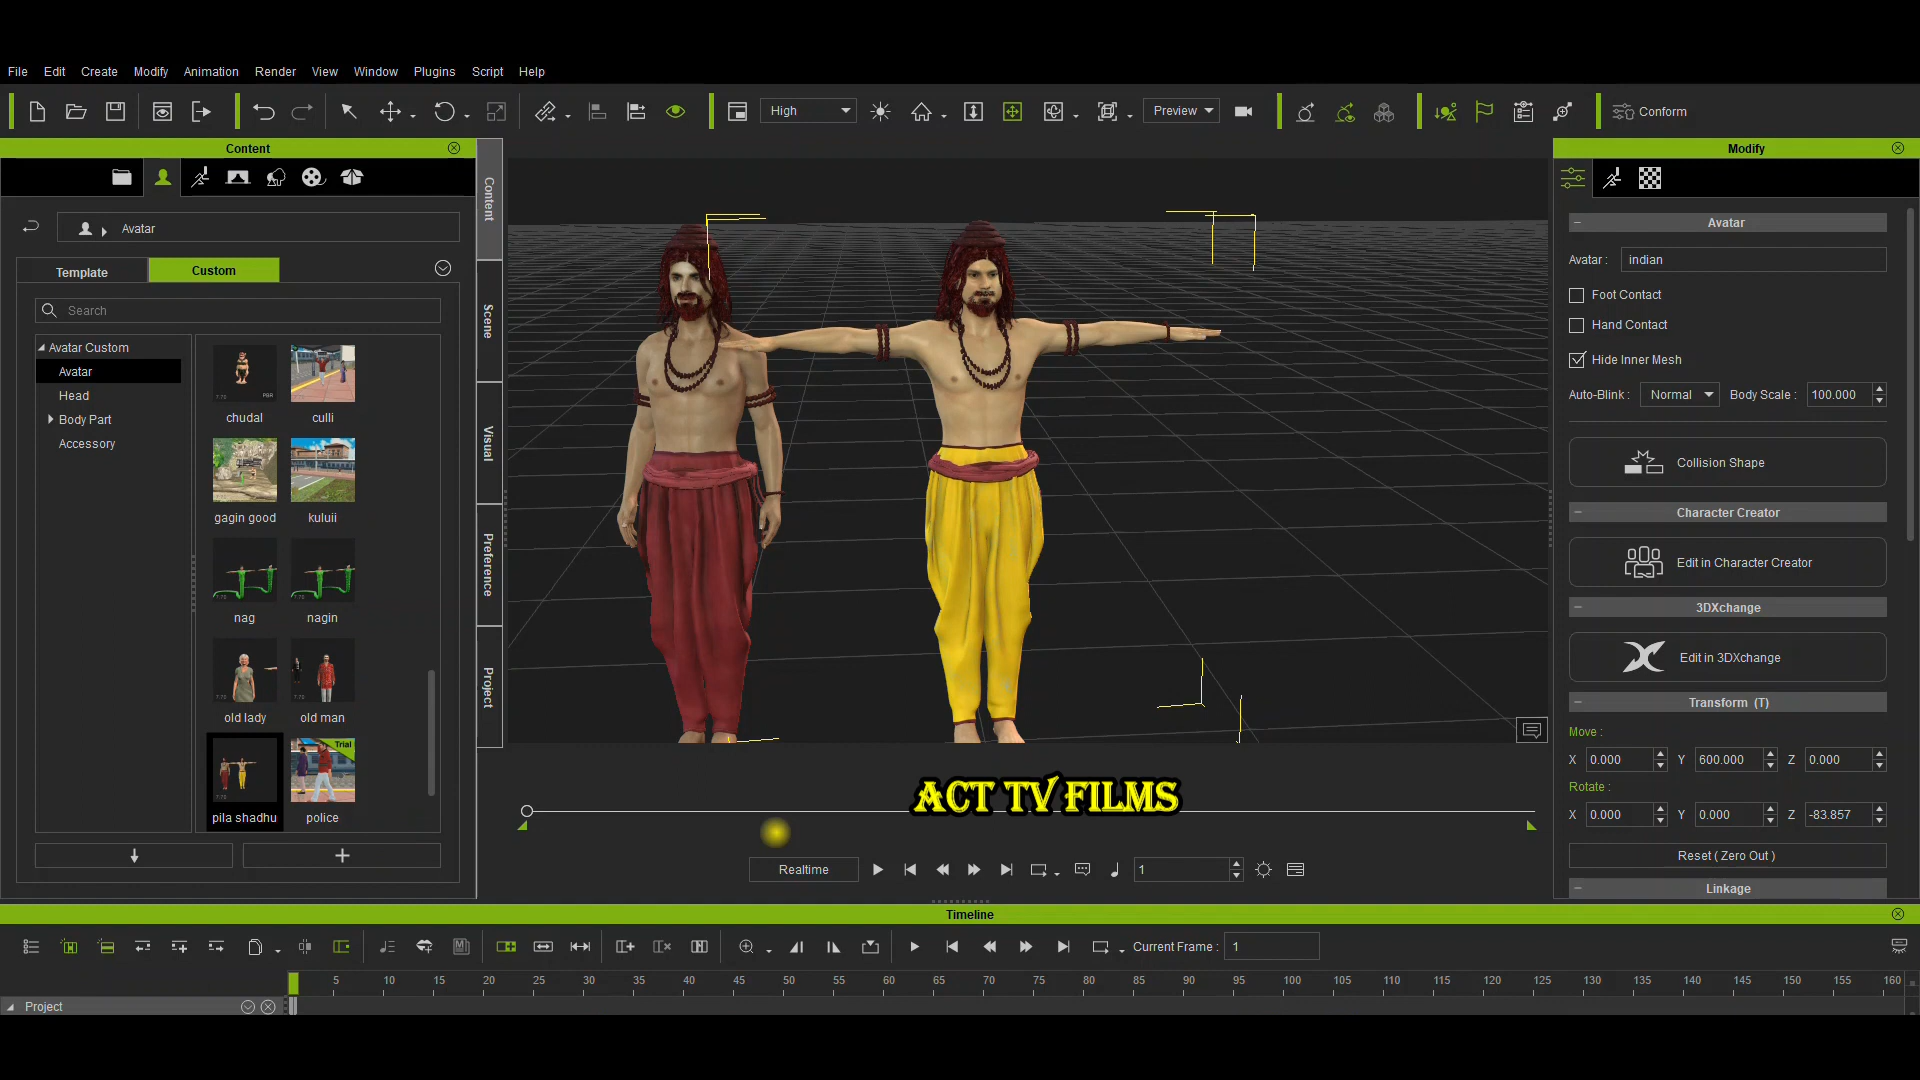 File Edit Create Modify Animation Render View Window Plugins Script Help
High Preview Conform
Content
Avatar
Template Custom
Search
Avatar Custom
Avatar
Head
Body Part
Accessory
chudal culli
gagin good kuluii
nag nagin
old lady old man
Trial
pila shadhu police
Content
Scene
Visual
Preference
Project
ACT TV FILMS
Realtime 1
Modify
Avatar
Avatar : indian
Foot Contact
Hand Contact
Hide Inner Mesh
Auto-Blink : Normal Body Scale : 100.000
Collision Shape
Character Creator
Edit in Character Creator
3DXchange
Edit in 3DXchange
Transform (T)
Move :
X 0.000 Y 600.000 Z 0.000
Rotate :
X 0.000 Y 0.000 Z -83.857
Reset ( Zero Out )
Linkage
Timeline
Current Frame : 1
5 10 15 20 25 30 35 40 45 50 55 60 65 70 75 80 85 90 95 100 105 110 115 120 125 130 135 140 145 150 155 160
Project